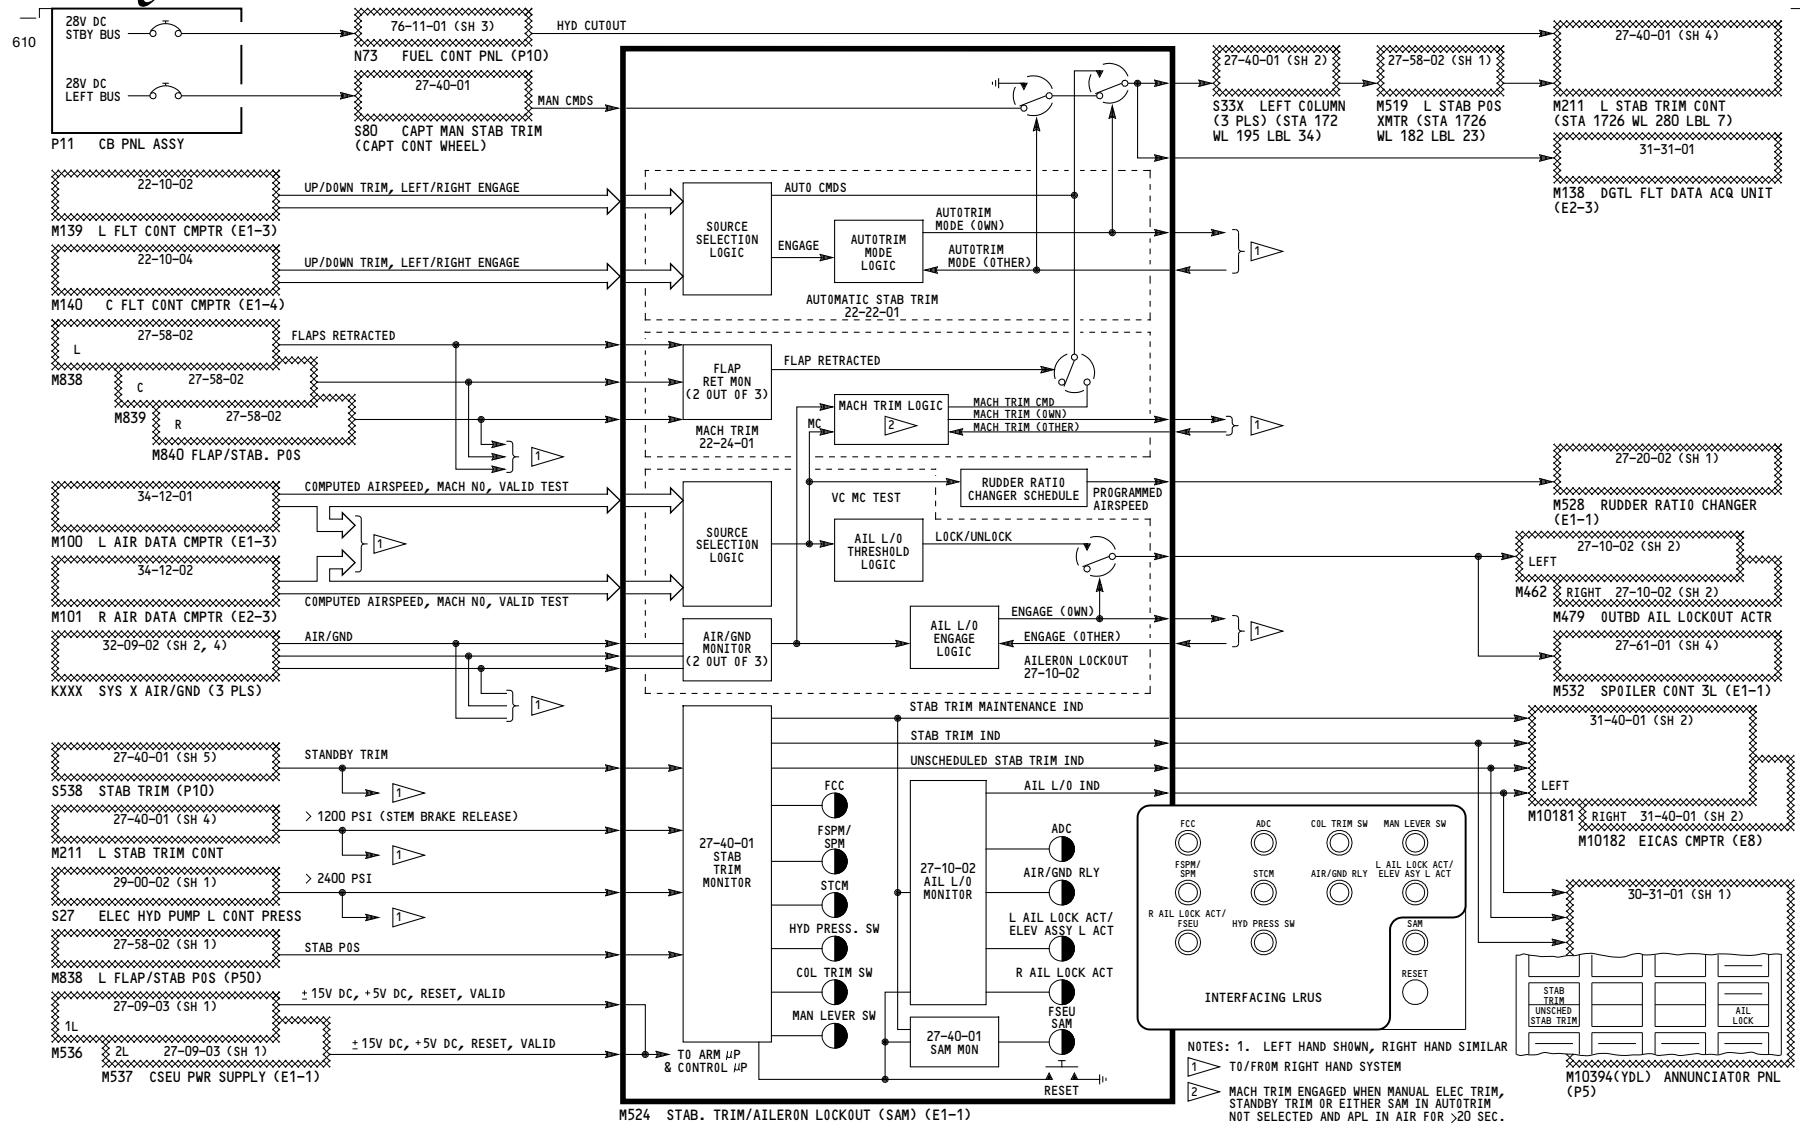 610
28V DC
STBY BUS
28V DC
LEFT BUS
P11 CB PNL ASSY
76-11-01 (SH 3)
N73 FUEL CONT PNL (P10)
HYD CUTOUT
27-40-01
S80 CAPT MAN STAB TRIM
(CAPT CONT WHEEL)
MAN CMDS
27-40-01 (SH 2)
S33X LEFT COLUMN
(3 PLS) (STA 172
WL 195 LBL 34)
27-58-02 (SH 1)
M519 L STAB POS
XMTR (STA 1726
WL 182 LBL 23)
27-40-01 (SH 4)
M211 L STAB TRIM CONT
(STA 1726 WL 280 LBL 7)
31-31-01
M138 DGTL FLT DATA ACQ UNIT
(E2-3)
22-10-02
M139 L FLT CONT CMPTR (E1-3)
UP/DOWN TRIM, LEFT/RIGHT ENGAGE
22-10-04
M140 C FLT CONT CMPTR (E1-4)
UP/DOWN TRIM, LEFT/RIGHT ENGAGE
SOURCE
SELECTION
LOGIC
AUTO CMDS
ENGAGE
AUTOTRIM
MODE
LOGIC
AUTOTRIM
MODE (OWN)
AUTOTRIM
MODE (OTHER)
1
AUTOMATIC STAB TRIM
22-22-01
27-58-02
L
M838
FLAPS RETRACTED
27-58-02
C
M839
27-58-02
R
M840 FLAP/STAB. POS
1
FLAP
RET MON
(2 OUT OF 3)
FLAP RETRACTED
MACH TRIM
22-24-01
MC
MACH TRIM LOGIC
2
MACH TRIM CMD
MACH TRIM (OWN)
MACH TRIM (OTHER)
1
34-12-01
M100 L AIR DATA CMPTR (E1-3)
COMPUTED AIRSPEED, MACH NO, VALID TEST
1
34-12-02
M101 R AIR DATA CMPTR (E2-3)
COMPUTED AIRSPEED, MACH NO, VALID TEST
SOURCE
SELECTION
LOGIC
VC MC TEST
RUDDER RATIO
CHANGER SCHEDULE
PROGRAMMED
AIRSPEED
AIL L/O
THRESHOLD
LOGIC
LOCK/UNLOCK
27-20-02 (SH 1)
M528 RUDDER RATIO CHANGER
(E1-1)
27-10-02 (SH 2)
LEFT
M462
RIGHT 27-10-02 (SH 2)
M479 OUTBD AIL LOCKOUT ACTR
32-09-02 (SH 2, 4)
KXXX SYS X AIR/GND (3 PLS)
AIR/GND
1
AIR/GND
MONITOR
(2 OUT OF 3)
AIL L/O
ENGAGE
LOGIC
ENGAGE (OWN)
ENGAGE (OTHER)
1
AILERON LOCKOUT
27-10-02
27-61-01 (SH 4)
M532 SPOILER CONT 3L (E1-1)
STAB TRIM MAINTENANCE IND
STAB TRIM IND
UNSCHEDULED STAB TRIM IND
AIL L/O IND
31-40-01 (SH 2)
LEFT
M10181
RIGHT 31-40-01 (SH 2)
M10182 EICAS CMPTR (E8)
27-40-01 (SH 5)
S538 STAB TRIM (P10)
STANDBY TRIM
1
27-40-01 (SH 4)
M211 L STAB TRIM CONT
> 1200 PSI (STEM BRAKE RELEASE)
1
29-00-02 (SH 1)
S27 ELEC HYD PUMP L CONT PRESS
> 2400 PSI
1
27-58-02 (SH 1)
M838 L FLAP/STAB POS (P50)
STAB POS
27-09-03 (SH 1)
1L
M536
±15V DC, +5V DC, RESET, VALID
2L 27-09-03 (SH 1)
M537 CSEU PWR SUPPLY (E1-1)
±15V DC, +5V DC, RESET, VALID
TO ARM µP
& CONTROL µP
27-40-01
STAB
TRIM
MONITOR
FCC
FSPM/
SPM
STCM
HYD PRESS. SW
COL TRIM SW
MAN LEVER SW
27-10-02
AIL L/O
MONITOR
ADC
AIR/GND RLY
L AIL LOCK ACT/
ELEV ASSY L ACT
R AIL LOCK ACT
FSEU
SAM
27-40-01
SAM MON
RESET
M524 STAB. TRIM/AILERON LOCKOUT (SAM) (E1-1)
FCC
ADC
COL TRIM SW
MAN LEVER SW
FSPM/
SPM
STCM
AIR/GND RLY
L AIL LOCK ACT/
ELEV ASY L ACT
R AIL LOCK ACT/
FSEU
HYD PRESS SW
SAM
RESET
INTERFACING LRUS
30-31-01 (SH 1)
STAB
TRIM
UNSCHED
STAB TRIM
AIL
LOCK
M10394(YDL) ANNUNCIATOR PNL
(P5)
NOTES: 1. LEFT HAND SHOWN, RIGHT HAND SIMILAR
1 TO/FROM RIGHT HAND SYSTEM
2 MACH TRIM ENGAGED WHEN MANUAL ELEC TRIM,
STANDBY TRIM OR EITHER SAM IN AUTOTRIM
NOT SELECTED AND APL IN AIR FOR >20 SEC.